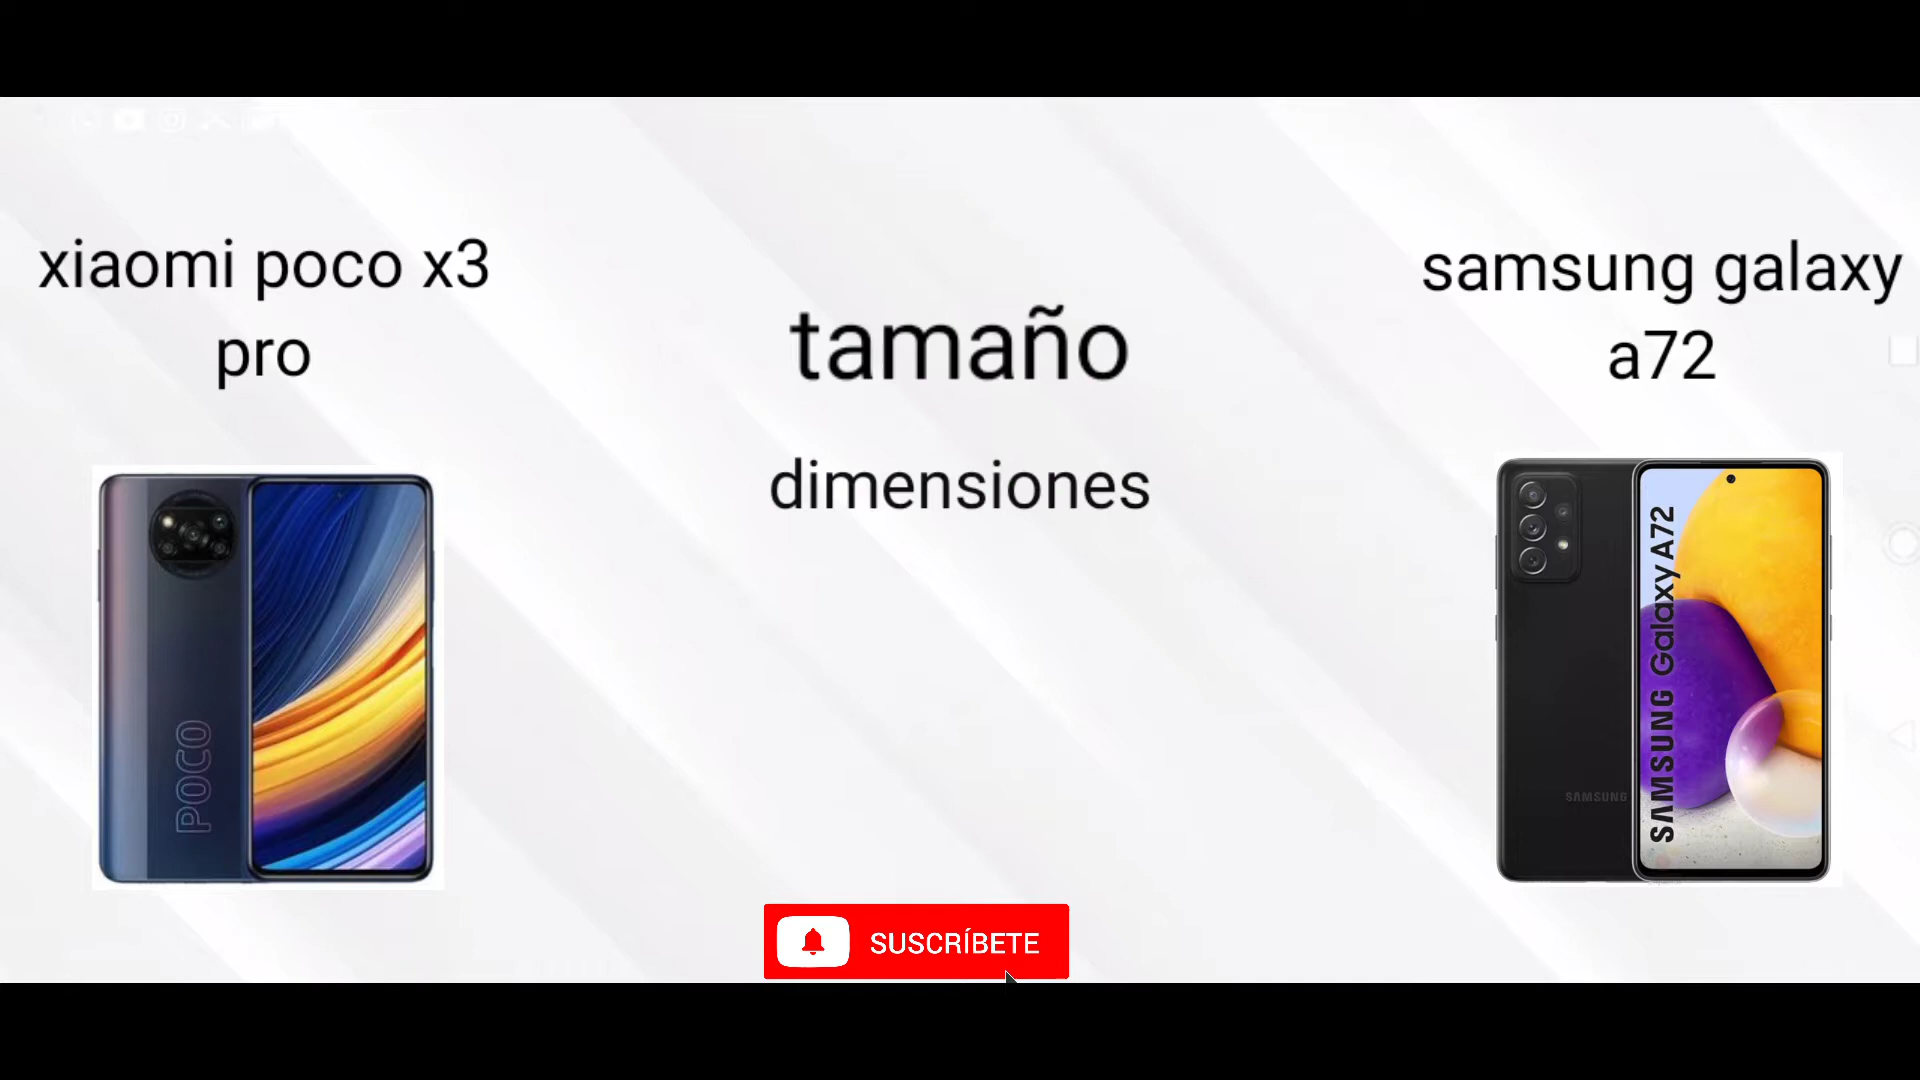 xiaomi poco x3
pro
tamaño
dimensiones
samsung galaxy
a72
POCO
SAMSUNG
SAMSUNG Galaxy A72
SUSCRÍBETE